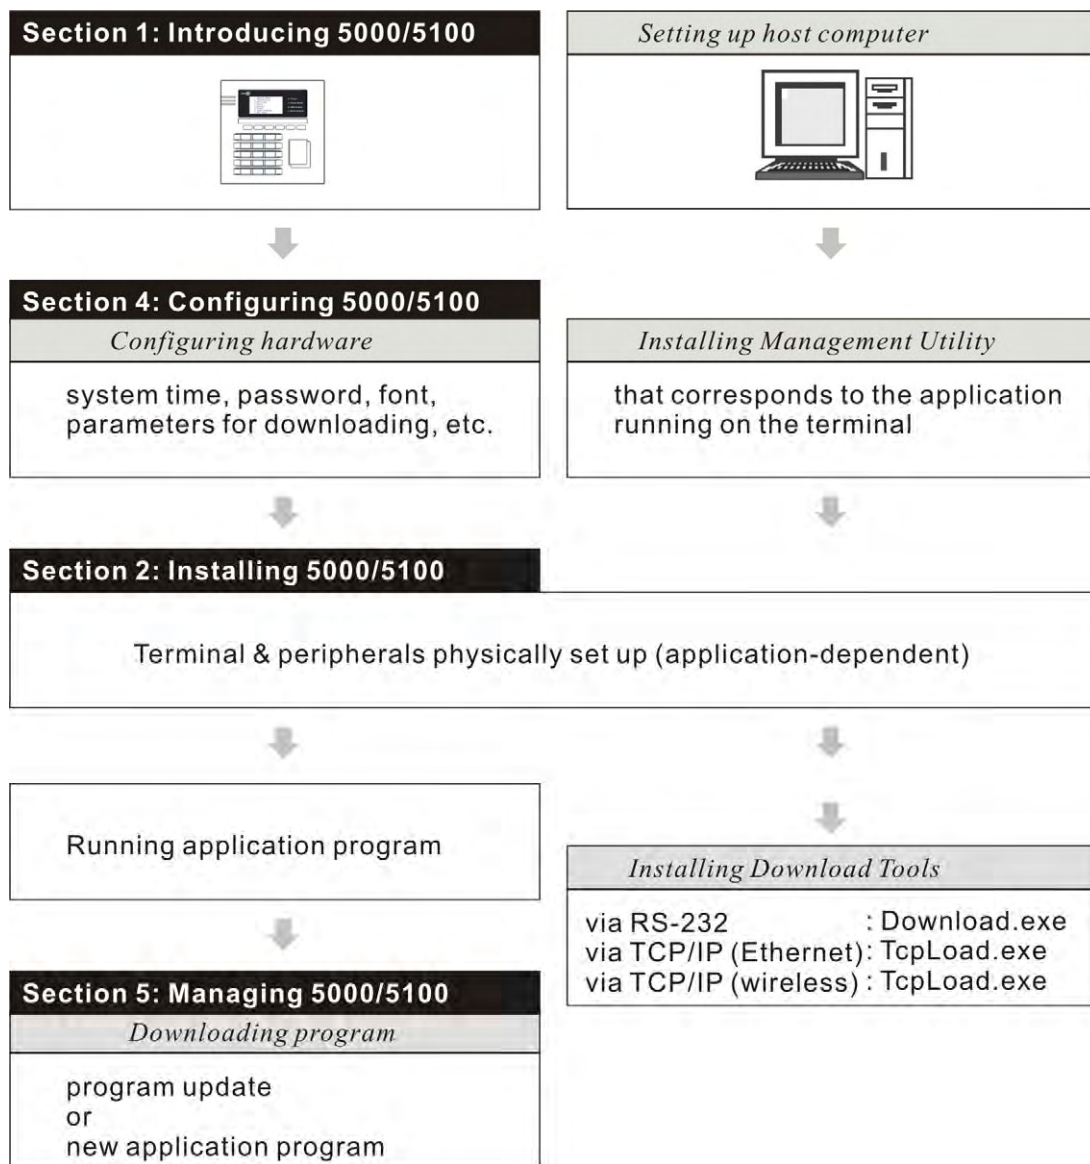 Section 1: Introducing 5000/5100
Setting up host computer
Section 4: Configuring 5000/5100
Configuring hardware
system time, password, font,
parameters for downloading, etc.
Installing Management Utility
that corresponds to the application
running on the terminal
Section 2: Installing 5000/5100
Terminal & peripherals physically set up (application-dependent)
Running application program
Installing Download Tools
via RS-232 : Download.exe
via TCP/IP (Ethernet): TcpLoad.exe
via TCP/IP (wireless) : TcpLoad.exe
Section 5: Managing 5000/5100
Downloading program
program update
or
new application program